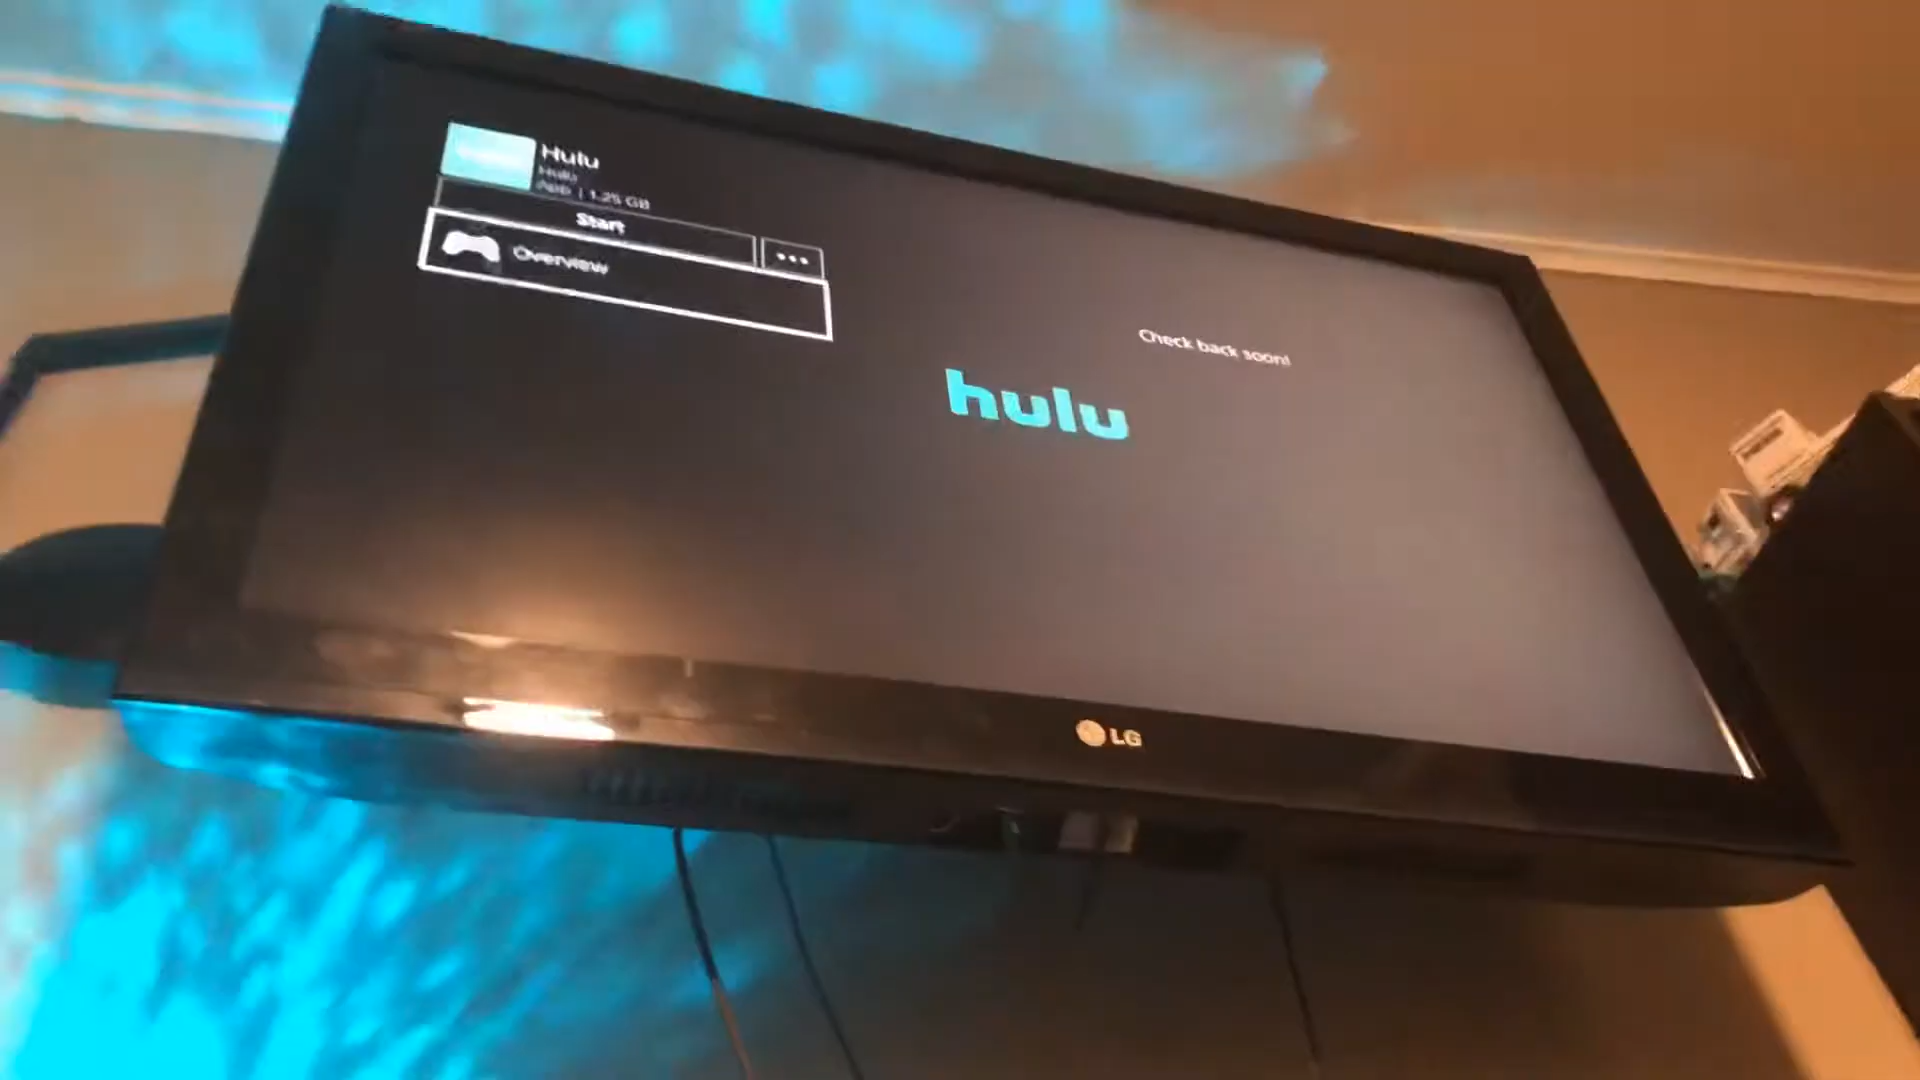 Hulu
Hulu
App | 1.25 GB
Start
Overview
Check back soon!
hulu
LG